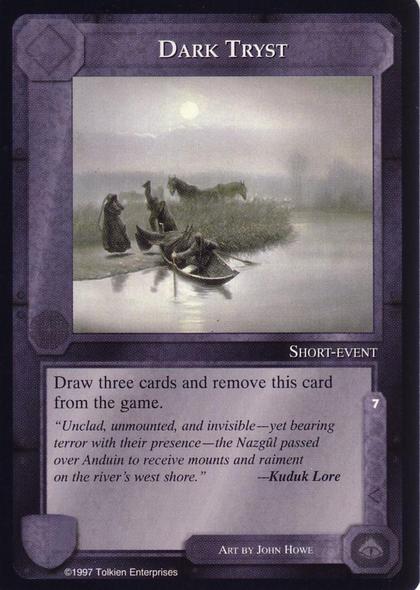 DARK TRYST
SHORT-EVENT
Draw three cards and remove this card
from the game.
7
“Unclad, unmounted, and invisible—yet bearing
terror with their presence—the Nazgûl passed
over Anduin to receive mounts and raiment
on the river's west shore.” —Kuduk Lore
ART BY JOHN HOWE
©1997 Tolkien Enterprises